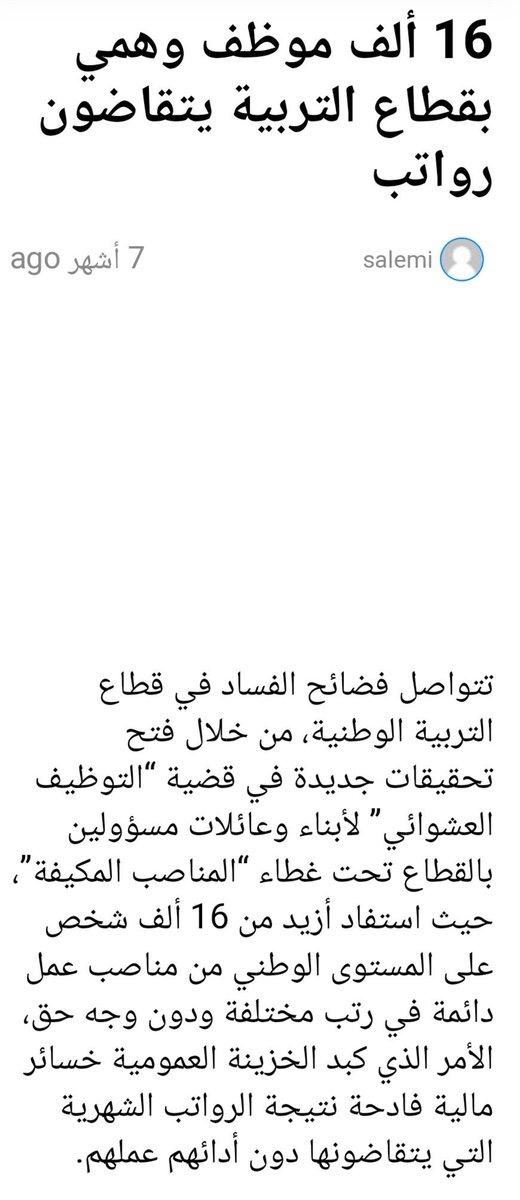 16 ألف موظف وهمي
بقطاع التربية يتقاضون
رواتب
salemi
7 أشهر ago
تتواصل فضائح الفساد في قطاع
التربية الوطنية، من خلال فتح
تحقيقات جديدة في قضية “التوظيف
العشوائي” لأبناء وعائلات مسؤولين
بالقطاع تحت غطاء “المناصب المكيفة”،
حيث استفاد أزيد من 16 ألف شخص
على المستوى الوطني من مناصب عمل
دائمة في رتب مختلفة ودون وجه حق،
الأمر الذي كبد الخزينة العمومية خسائر
مالية فادحة نتيجة الرواتب الشهرية
التي يتقاضونها دون أدائهم عملهم.